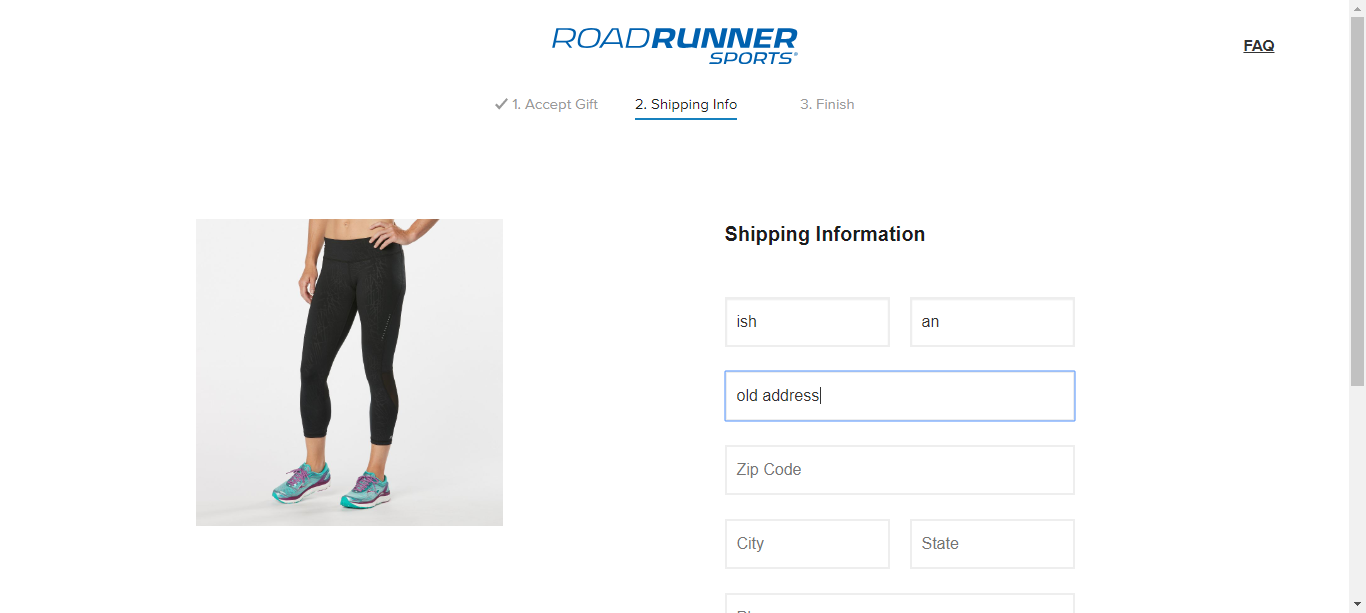 ROADRUNNER
SPORTS
FAQ
1. Accept Gift 2. Shipping Info 3. Finish
Shipping Information
ish an
old address
Zip Code
City State